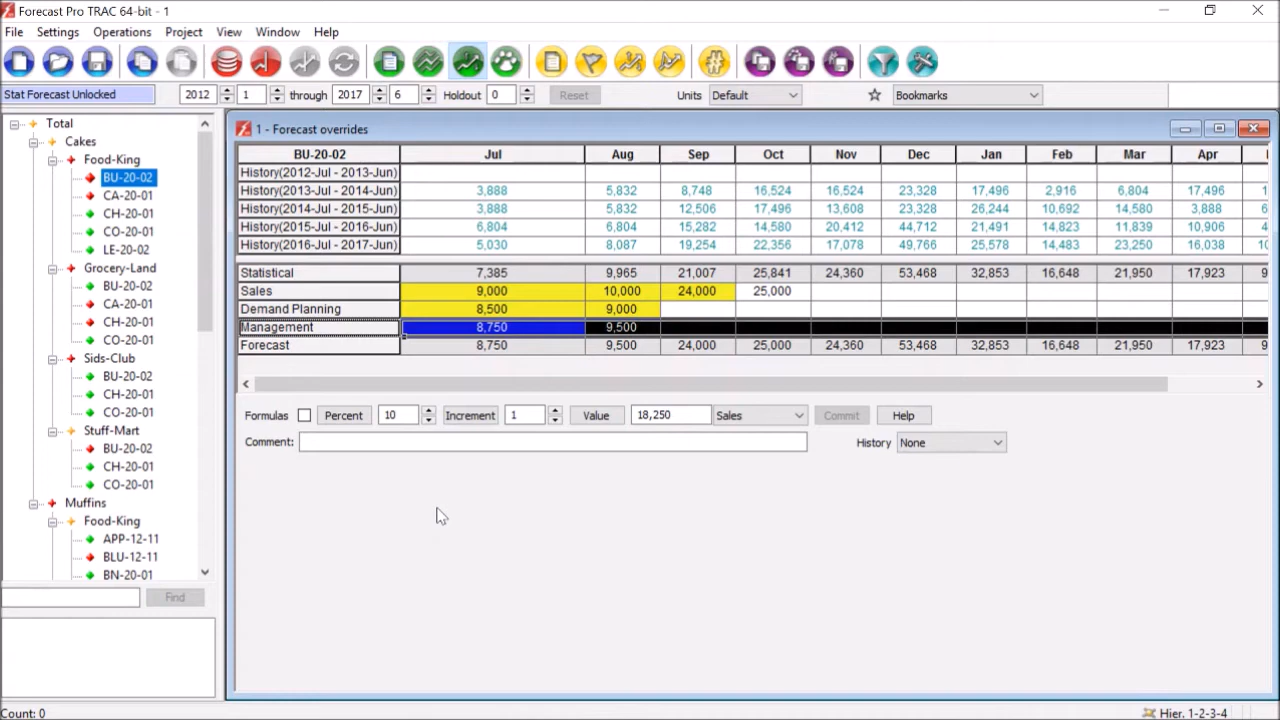 Forecast Pro TRAC 64-bit - 1
File Settings Operations Project View Window Help
Stat Forecast Unlocked 2012 1 through 2017 6 Holdout 0 Reset Units Default Bookmarks
Total
Cakes
Food-King
BU-20-02
CA-20-01
CH-20-01
CO-20-01
LE-20-02
Grocery-Land
BU-20-02
CA-20-01
CH-20-01
CO-20-01
Sids-Club
BU-20-02
CH-20-01
CO-20-01
Stuff-Mart
BU-20-02
CH-20-01
CO-20-01
Muffins
Food-King
APP-12-11
BLU-12-11
BN-20-01
Find
1 - Forecast overrides
BU-20-02 Jul Aug Sep Oct Nov Dec Jan Feb Mar Apr
History(2012-Jul - 2013-Jun)
History(2013-Jul - 2014-Jun) 3,888 5,832 8,748 16,524 16,524 23,328 17,496 2,916 6,804 17,496
History(2014-Jul - 2015-Jun) 3,888 5,832 12,506 17,496 13,608 23,328 26,244 10,692 14,580 3,888
History(2015-Jul - 2016-Jun) 6,804 6,804 15,282 14,580 20,412 44,712 21,491 14,823 11,839 10,906
History(2016-Jul - 2017-Jun) 5,030 8,087 19,254 22,356 17,078 49,766 25,578 14,483 23,250 16,038
Statistical 7,385 9,965 21,007 25,841 24,360 53,468 32,853 16,648 21,950 17,923
Sales 9,000 10,000 24,000 25,000
Demand Planning 8,500 9,000
Management 8,750 9,500
Forecast 8,750 9,500 24,000 25,000 24,360 53,468 32,853 16,648 21,950 17,923
Formulas Percent 10 Increment 1 Value 18,250 Sales Commit Help
Comment: History None
Count: 0 Hier. 1-2-3-4